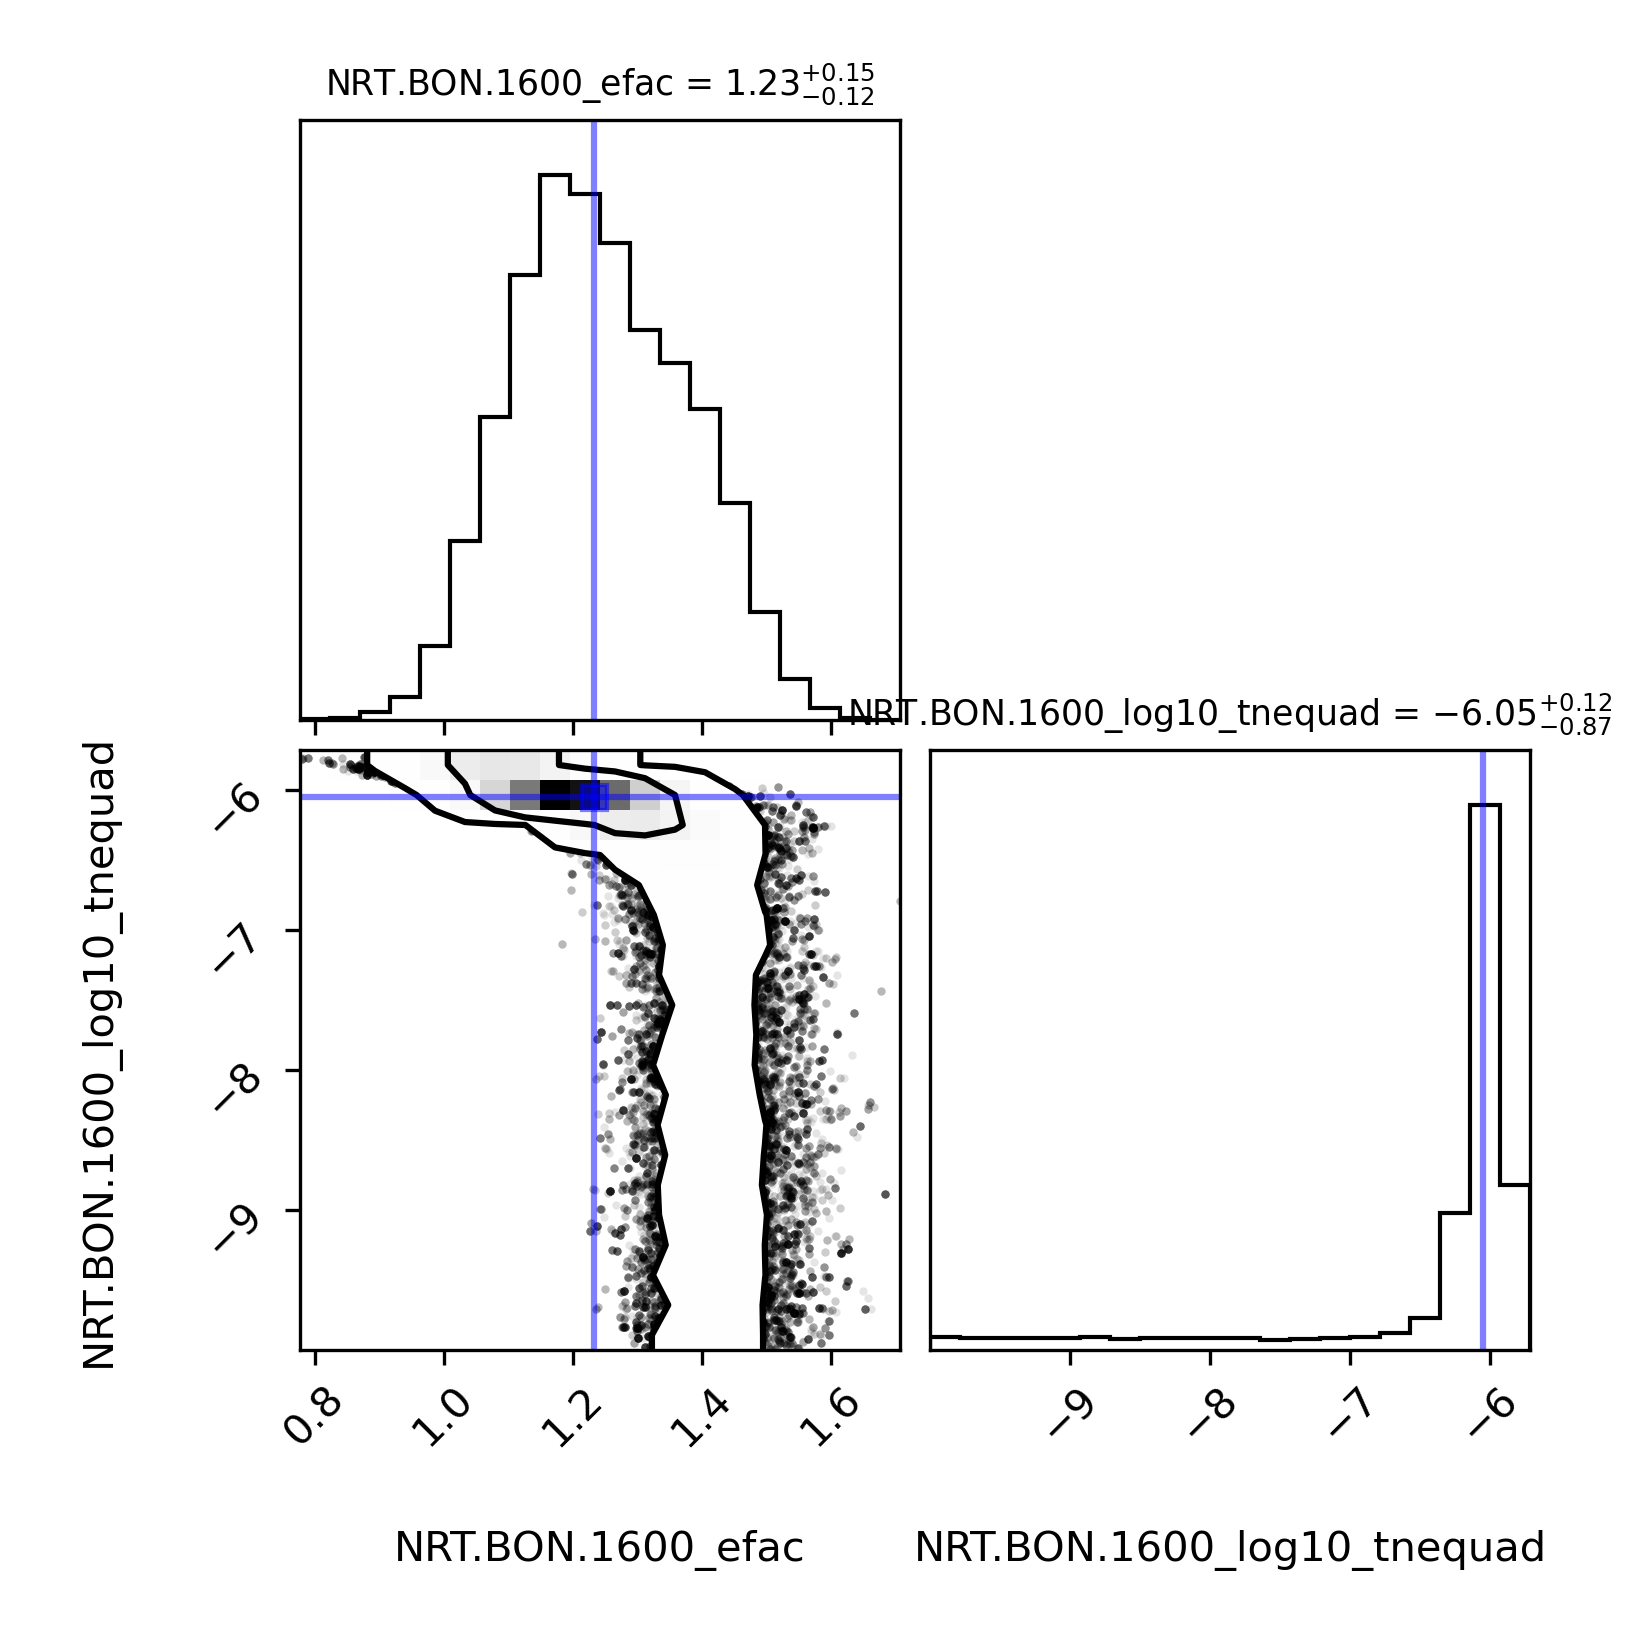 NRT.BON.1600_efac = 1.23+0.15−0.12
NRT.BON.1600_log10_tnequad = −6.05+0.12−0.87
NRT.BON.1600_log10_tnequad
−6
−7
−8
−9
0.8 1.0 1.2 1.4 1.6
−9 −8 −7 −6
NRT.BON.1600_efac
NRT.BON.1600_log10_tnequad